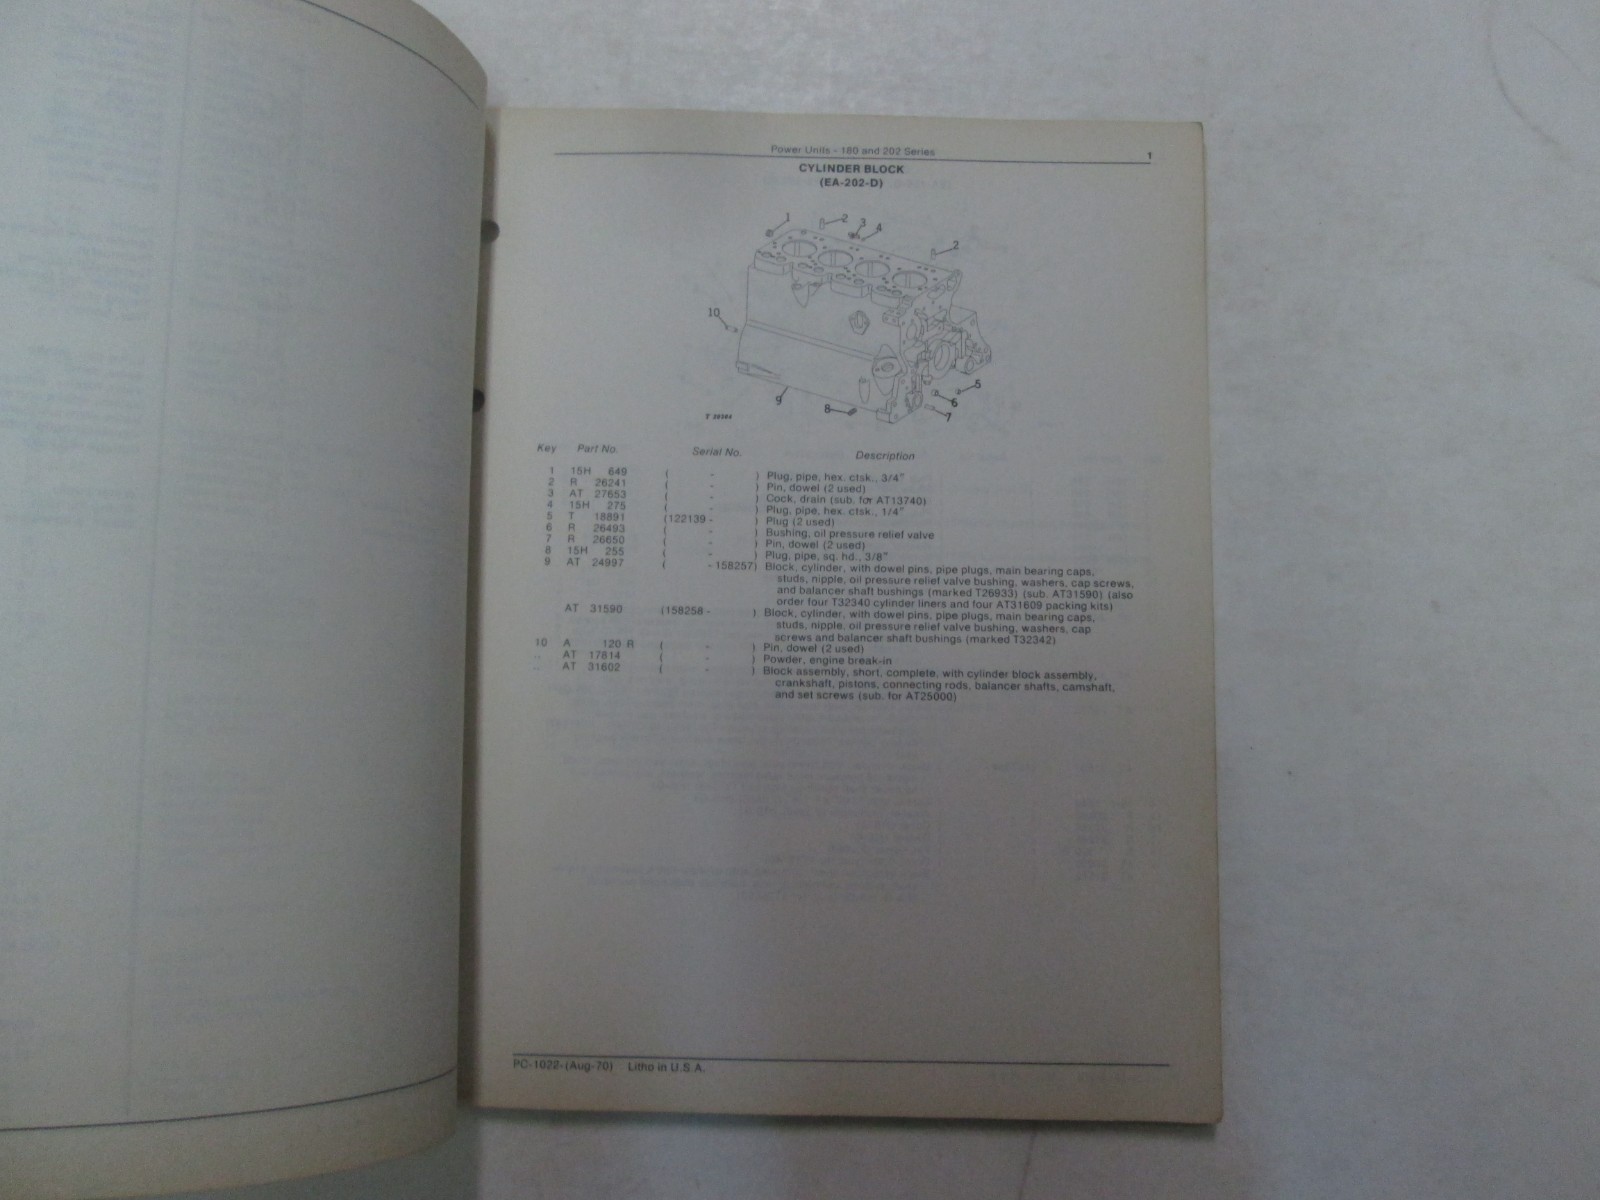 Power Units - 180 and 202 Series 1
CYLINDER BLOCK
(EA-202-D)
1 2 3 4 2
10
5
6
9 8 7
Key Part No. Serial No. Description
1 15H 649 ( - ) Plug, pipe, hex. ctsk., 3/4"
2 R 26241 ( - ) Pin, dowel (2 used)
3 AT 27653 ( - ) Cock, drain (sub. for AT13740)
4 15H 275 ( - ) Plug, pipe, hex. ctsk., 1/4"
5 T 18891 (122139 - ) Plug (2 used)
6 R 26493 ( - ) Bushing, oil pressure relief valve
7 R 26650 ( - ) Pin, dowel (2 used)
8 15H 255 ( - ) Plug, pipe, sq. hd., 3/8"
9 AT 24997 ( - 158257) Block, cylinder, with dowel pins, pipe plugs, main bearing caps,
studs, nipple, oil pressure relief valve bushing, washers, cap screws,
and balancer shaft bushings (marked T26933) (sub. AT31590) (also
order four T32340 cylinder liners and four AT31609 packing kits)
AT 31590 (158258 - ) Block, cylinder, with dowel pins, pipe plugs, main bearing caps,
studs, nipple, oil pressure relief valve bushing, washers, cap
screws and balancer shaft bushings (marked T32342)
10 A 120 R ( - ) Pin, dowel (2 used)
.. AT 17814 ( - ) Powder, engine break-in
.. AT 31602 ( - ) Block assembly, short, complete, with cylinder block assembly,
crankshaft, pistons, connecting rods, balancer shafts, camshaft,
and set screws (sub. for AT25000)
PC-1022-(Aug-70) Litho in U.S.A.